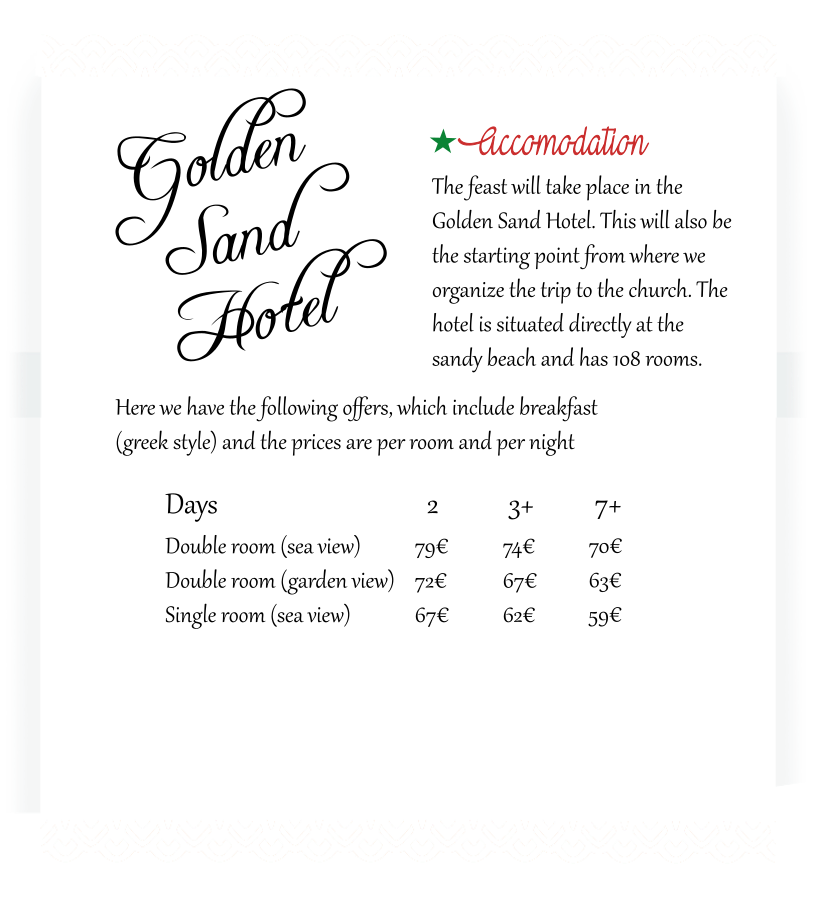 Golden
Sand
Hotel
Accomodation
The feast will take place in the
Golden Sand Hotel. This will also be
the starting point from where we
organize the trip to the church. The
hotel is situated directly at the
sandy beach and has 108 rooms.
Here we have the following offers, which include breakfast
(greek style) and the prices are per room and per night
Days 2 3+ 7+
Double room (sea view) 79€ 74€ 70€
Double room (garden view) 72€ 67€ 63€
Single room (sea view) 67€ 62€ 59€